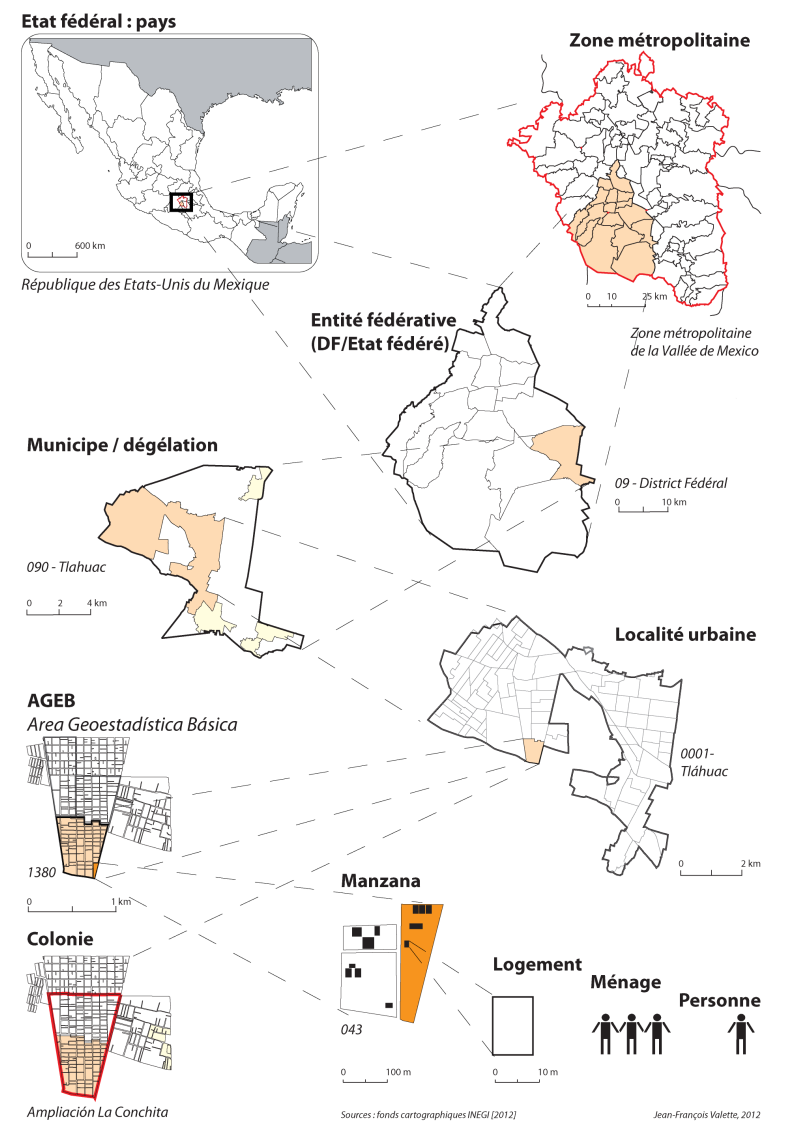 Etat fédéral : pays
0 600 km
République des Etats-Unis du Mexique
Zone métropolitaine
0 10 25 km
Zone métropolitaine
de la Vallée de Mexico
Entité fédérative
(DF/Etat fédéré)
09 - District Fédéral
0 10 km
Municipe / dégélation
090 - Tlahuac
0 2 4 km
Localité urbaine
0001-
Tláhuac
0 2 km
AGEB
Area Geoestadística Básica
1380
0 1 km
Colonie
Ampliación La Conchita
Manzana
043
0 100 m
Logement
0 10 m
Ménage
Personne
Sources : fonds cartographiques INEGI [2012]
Jean-François Valette, 2012